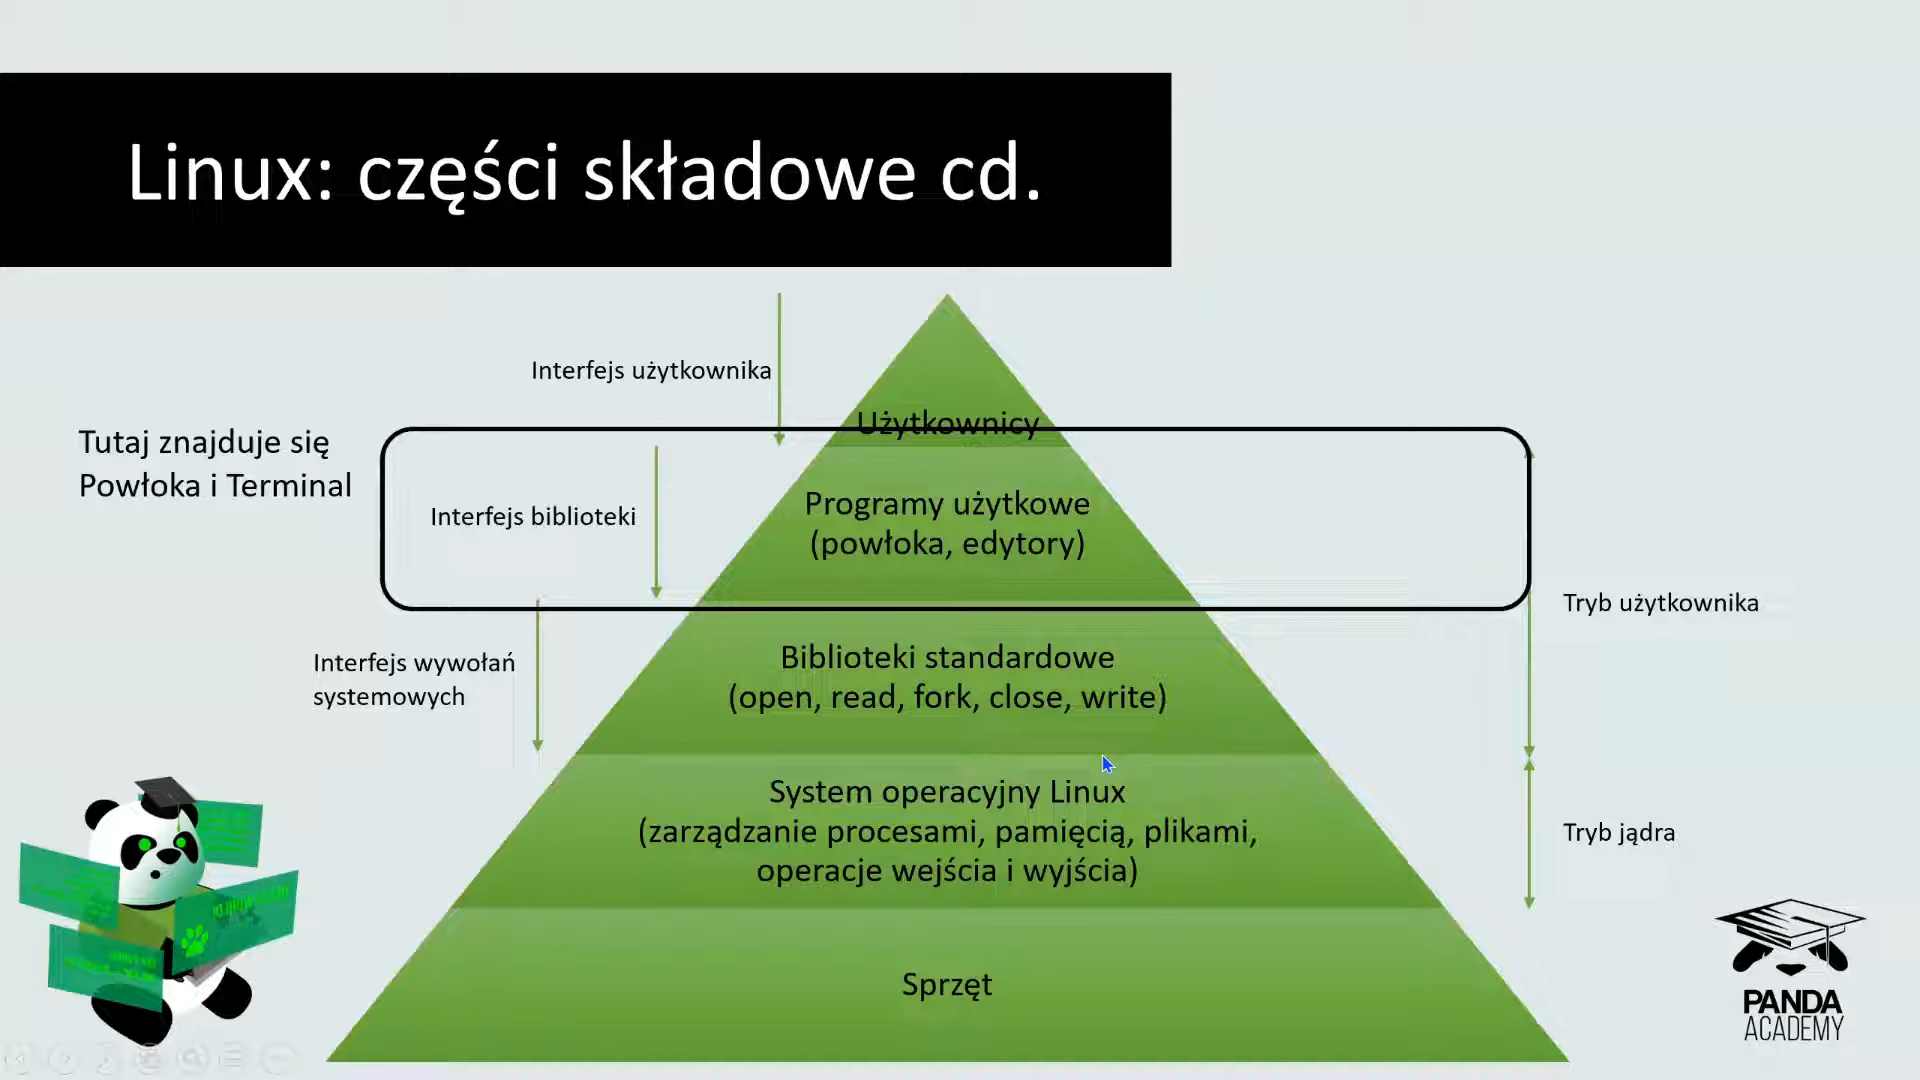 Linux: części składowe cd.
Interfejs użytkownika
Użytkownicy
Tutaj znajduje się
Powłoka i Terminal
Interfejs biblioteki
Programy użytkowe
(powłoka, edytory)
Tryb użytkownika
Interfejs wywołań
systemowych
Biblioteki standardowe
(open, read, fork, close, write)
System operacyjny Linux
(zarządzanie procesami, pamięcią, plikami,
operacje wejścia i wyjścia)
Tryb jądra
Sprzęt
PANDA
ACADEMY